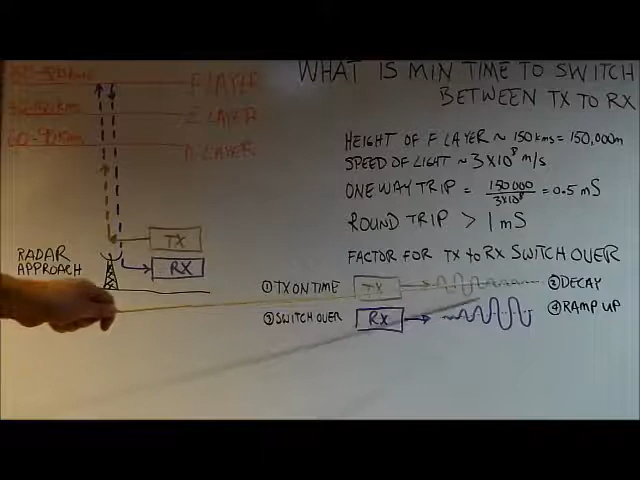 WHAT IS MIN TIME TO SWITCH
BETWEEN TX TO RX
F LAYER
E LAYER
60-90km
D LAYER
HEIGHT OF F LAYER ~ 150kms = 150,000m
SPEED OF LIGHT ~ 3x10⁸ m/s
ONE WAY TRIP = 150000/3x10⁸ = 0.5 mS
ROUND TRIP > 1 mS
TX
RX
RADAR
APPROACH
FACTOR FOR TX to RX SWITCH OVER
① TX ON TIME TX ② DECAY
③ SWITCH OVER RX ④ RAMP UP